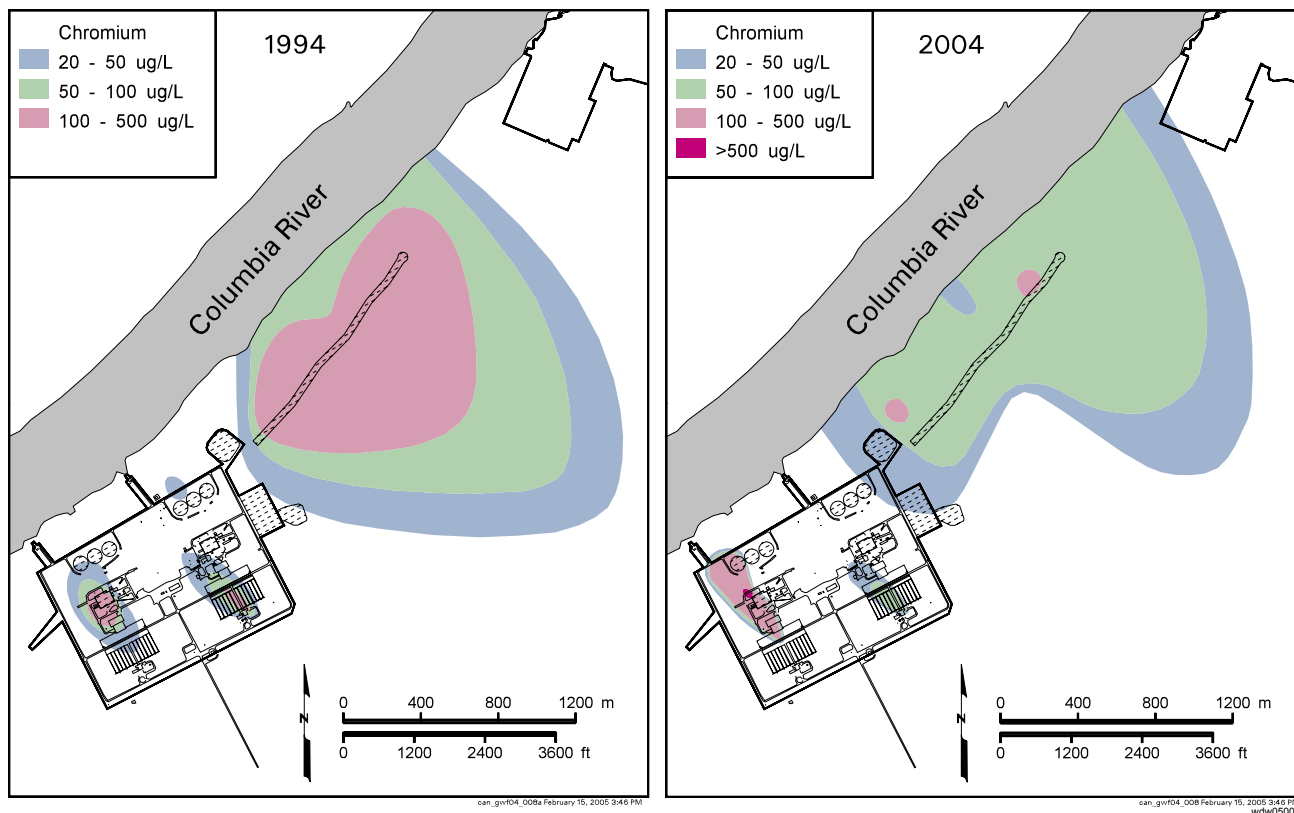 Chromium
20 - 50 ug/L
50 - 100 ug/L
100 - 500 ug/L
1994
Columbia River
N
0 400 800 1200 m
0 1200 2400 3600 ft
can_gwf04_008a February 15, 2005 3:46 PM
Chromium
20 - 50 ug/L
50 - 100 ug/L
100 - 500 ug/L
>500 ug/L
2004
Columbia River
N
0 400 800 1200 m
0 1200 2400 3600 ft
can_gwf04_008 February 15, 2005 3:46 PM
wdw0500